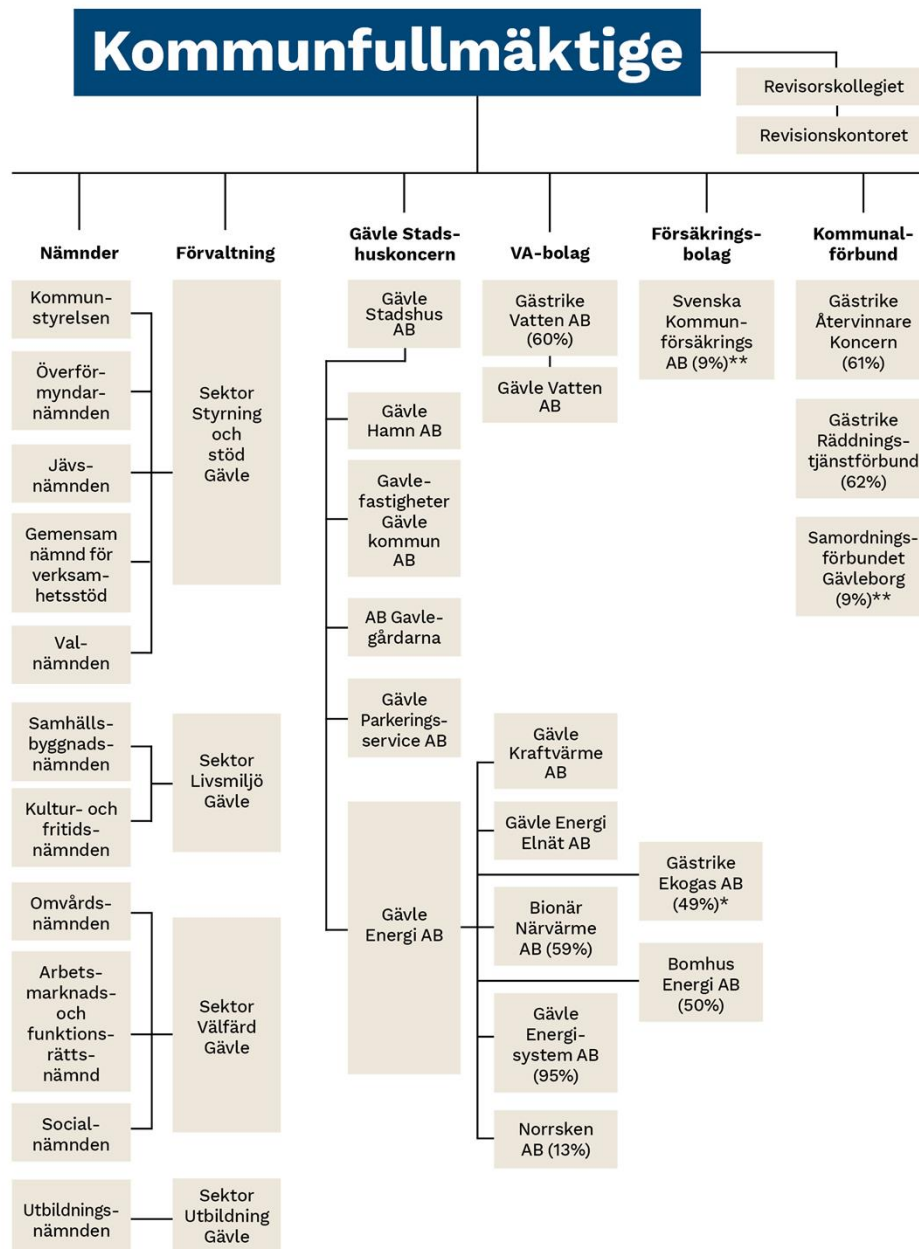 Kommunfullmäktige
Revisorskollegiet
Revisionskontoret
Nämnder
Kommun-
styrelsen
Överför-
myndar-
nämnden
Jävs-
nämnden
Gemensam
nämnd för
verksam-
hetsstöd
Val-
nämnden
Samhälls-
byggnads-
nämnden
Kultur- och
fritids-
nämnden
Omvårds-
nämnden
Arbets-
marknads-
och
funktions-
rätts-
nämnd
Social-
nämnden
Utbildnings-
nämnden
Förvaltning
Sektor
Styrning
och
stöd
Gävle
Sektor
Livsmiljö
Gävle
Sektor
Välfärd
Gävle
Sektor
Utbildning
Gävle
Gävle Stads-
huskoncern
Gävle
Stadshus
AB
Gävle
Hamn AB
Gavle-
fastigheter
Gävle
kommun
AB
AB Gavle-
gårdarna
Gävle
Parkerings-
service AB
Gävle
Energi AB
VA-bolag
Gästrike
Vatten AB
(60%)
Gävle Vatten
AB
Gävle
Kraftvärme
AB
Gävle Energi
Elnät AB
Bionär
Närvärme
AB (59%)
Gävle
Energi-
system AB
(95%)
Norrsken
AB (13%)
Försäkrings-
bolag
Svenska
Kommun-
försäkrings
AB (9%)**
Gästrike
Ekogas AB
(49%)*
Bomhus
Energi AB
(50%)
Kommunal-
förbund
Gästrike
Återvinnare
Koncern
(61%)
Gästrike
Räddnings-
tjänstförbund
(62%)
Samordnings-
förbundet
Gävleborg
(9%)**